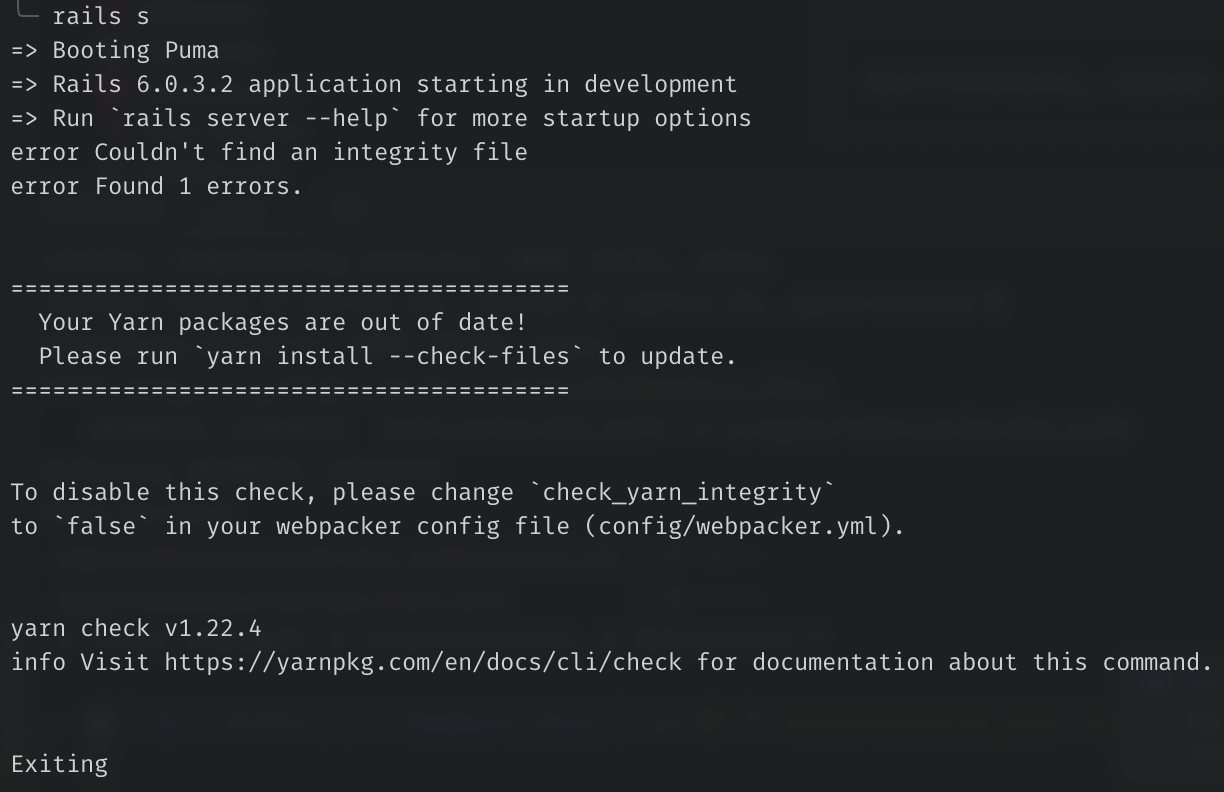 rails s
=> Booting Puma
=> Rails 6.0.3.2 application starting in development
=> Run `rails server --help` for more startup options
error Couldn't find an integrity file
error Found 1 errors.
========================================
Your Yarn packages are out of date!
Please run `yarn install --check-files` to update.
========================================
To disable this check, please change `check_yarn_integrity`
to `false` in your webpacker config file (config/webpacker.yml).
yarn check v1.22.4
info Visit https://yarnpkg.com/en/docs/cli/check for documentation about this command.
Exiting